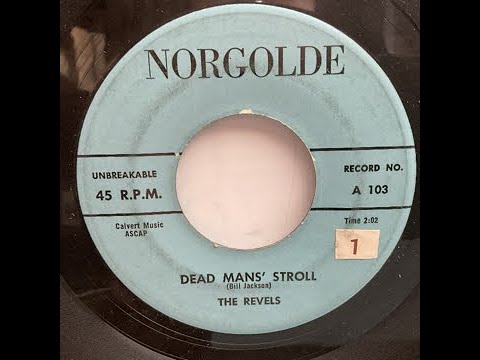 NORGOLDE
UNBREAKABLE
45 R.P.M.
RECORD NO.
A 103
Calvert Music
ASCAP
Time 2:02
1
DEAD MANS' STROLL
(Bill Jackson)
THE REVELS